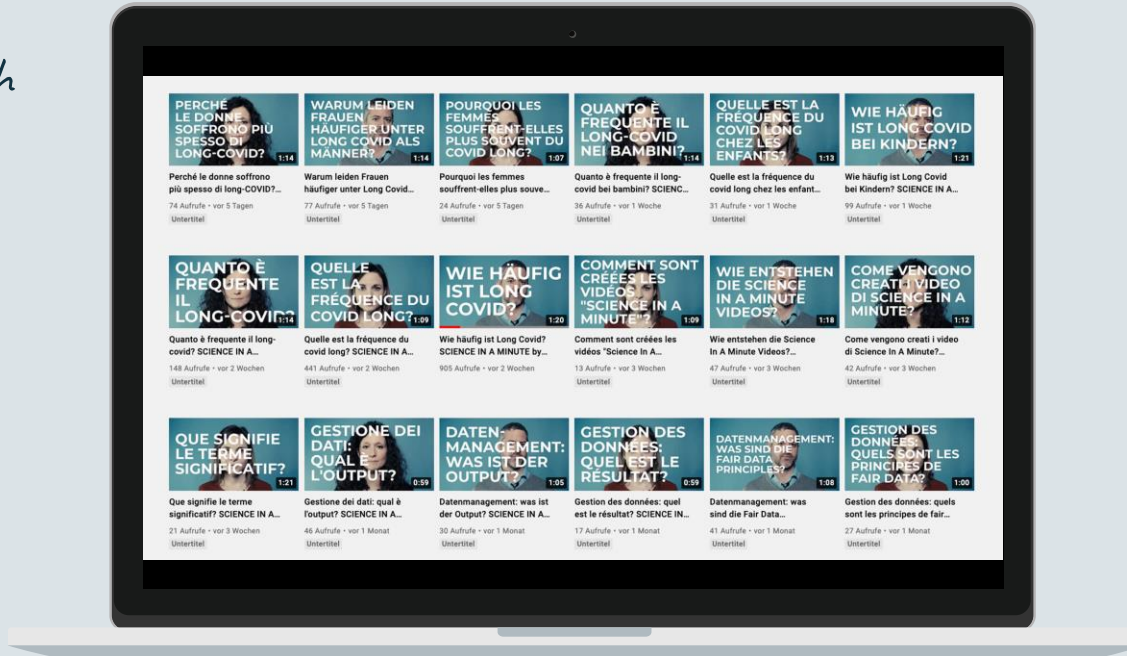 h
PERCHÉ
LE DONNE
SOFFRONO PIÙ
SPESSO DI
LONG-COVID?
1:14
Perché le donne soffrono
più spesso di long-COVID?...
74 Aufrufe • vor 5 Tagen
Untertitel
WARUM LEIDEN
FRAUEN
HÄUFIGER UNTER
LONG COVID ALS
MÄNNER?
1:14
Warum leiden Frauen
häufiger unter Long Covid...
77 Aufrufe • vor 5 Tagen
Untertitel
POURQUOI LES
FEMMES
SOUFFRENT-ELLES
PLUS SOUVENT DU
COVID LONG?
1:07
Pourquoi les femmes
souffrent-elles plus souve...
24 Aufrufe • vor 5 Tagen
Untertitel
QUANTO È
FREQUENTE IL
LONG-COVID
NEI BAMBINI?
1:14
Quanto è frequente il long-
covid bei bambini? SCIENC...
36 Aufrufe • vor 1 Woche
Untertitel
QUELLE EST LA
FRÉQUENCE DU
COVID LONG
CHEZ LES
ENFANTS?
1:13
Quelle est la fréquence du
covid long chez les enfant...
31 Aufrufe • vor 1 Woche
Untertitel
WIE HÄUFIG
IST LONG COVID
BEI KINDERN?
1:21
Wie häufig ist Long Covid
bei Kindern? SCIENCE IN A...
99 Aufrufe • vor 1 Woche
Untertitel
QUANTO È
FREQUENTE
IL
LONG-COVID?
1:14
Quanto è frequente il long-
covid? SCIENCE IN A...
148 Aufrufe • vor 2 Wochen
Untertitel
QUELLE
EST LA
FRÉQUENCE DU
COVID LONG?
1:09
Quelle est la fréquence du
covid long? SCIENCE IN A...
441 Aufrufe • vor 2 Wochen
Untertitel
WIE HÄUFIG
IST LONG
COVID?
1:20
Wie häufig ist Long Covid?
SCIENCE IN A MINUTE by...
905 Aufrufe • vor 2 Wochen
COMMENT SONT
CRÉÉES LES
VIDÉOS
"SCIENCE IN A
MINUTE"?
1:09
Comment sont créées les
vidéos "Science In A...
13 Aufrufe • vor 3 Wochen
Untertitel
WIE ENTSTEHEN
DIE SCIENCE
IN A MINUTE
VIDEOS?
1:18
Wie entstehen die Science
In A Minute Videos?...
47 Aufrufe • vor 3 Wochen
Untertitel
COME VENGONO
CREATI I VIDEO
DI SCIENCE IN A
MINUTE?
1:12
Come vengono creati i video
di Science In A Minute?...
42 Aufrufe • vor 3 Wochen
Untertitel
QUE SIGNIFIE
LE TERME
SIGNIFICATIF?
1:21
Que signifie le terme
significatif? SCIENCE IN A...
21 Aufrufe • vor 3 Wochen
Untertitel
GESTIONE DEI
DATI:
QUAL È
L'OUTPUT?
0:59
Gestione dei dati: qual è
l'output? SCIENCE IN A...
46 Aufrufe • vor 1 Monat
Untertitel
DATEN-
MANAGEMENT:
WAS IST DER
OUTPUT?
1:05
Datenmanagement: was ist
der Output? SCIENCE IN A...
30 Aufrufe • vor 1 Monat
Untertitel
GESTION DES
DONNÉES:
QUEL EST LE
RÉSULTAT?
0:59
Gestion des données: quel
est le résultat? SCIENCE IN...
17 Aufrufe • vor 1 Monat
Untertitel
DATENMANAGEMENT:
WAS SIND DIE
FAIR DATA
PRINCIPLES?
1:08
Datenmanagement: was
sind die Fair Data...
41 Aufrufe • vor 1 Monat
Untertitel
GESTION DES
DONNÉES:
QUELS SONT LES
PRINCIPES DE
FAIR DATA?
1:00
Gestion des données: quels
sont les principes de fair...
27 Aufrufe • vor 1 Monat
Untertitel